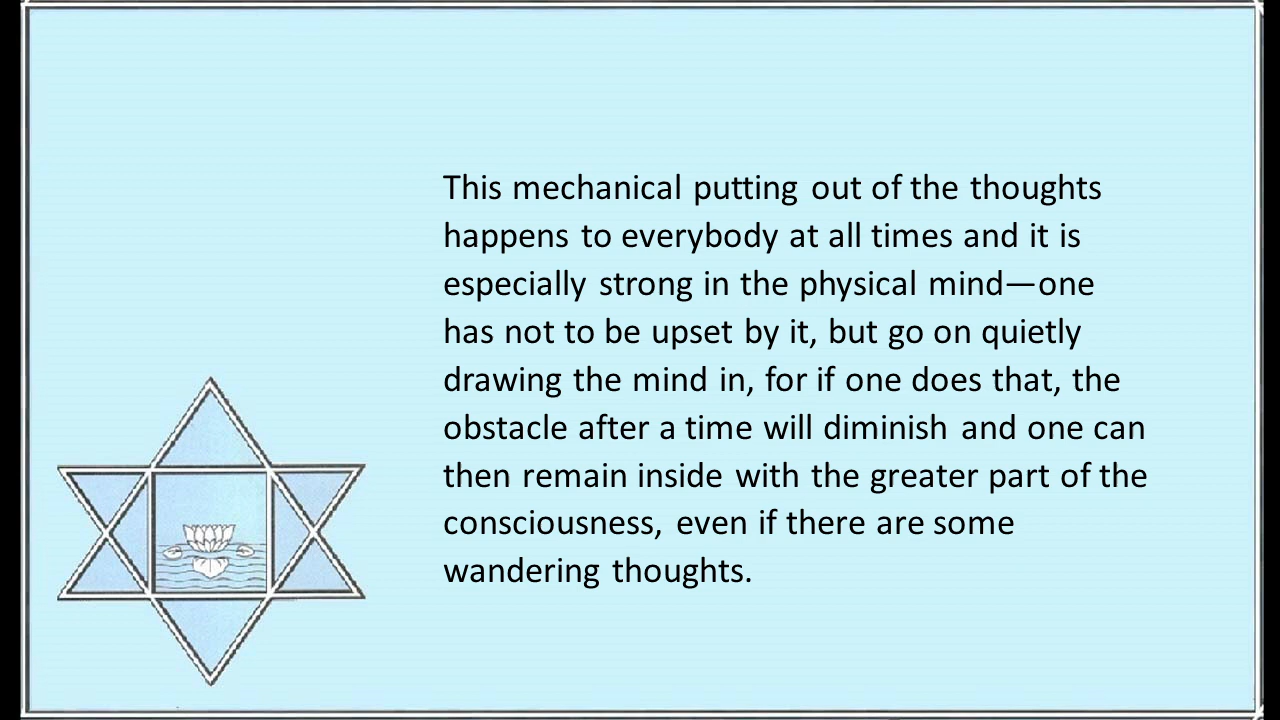 This mechanical putting out of the thoughts
happens to everybody at all times and it is
especially strong in the physical mind—one
has not to be upset by it, but go on quietly
drawing the mind in, for if one does that, the
obstacle after a time will diminish and one can
then remain inside with the greater part of the
consciousness, even if there are some
wandering thoughts.